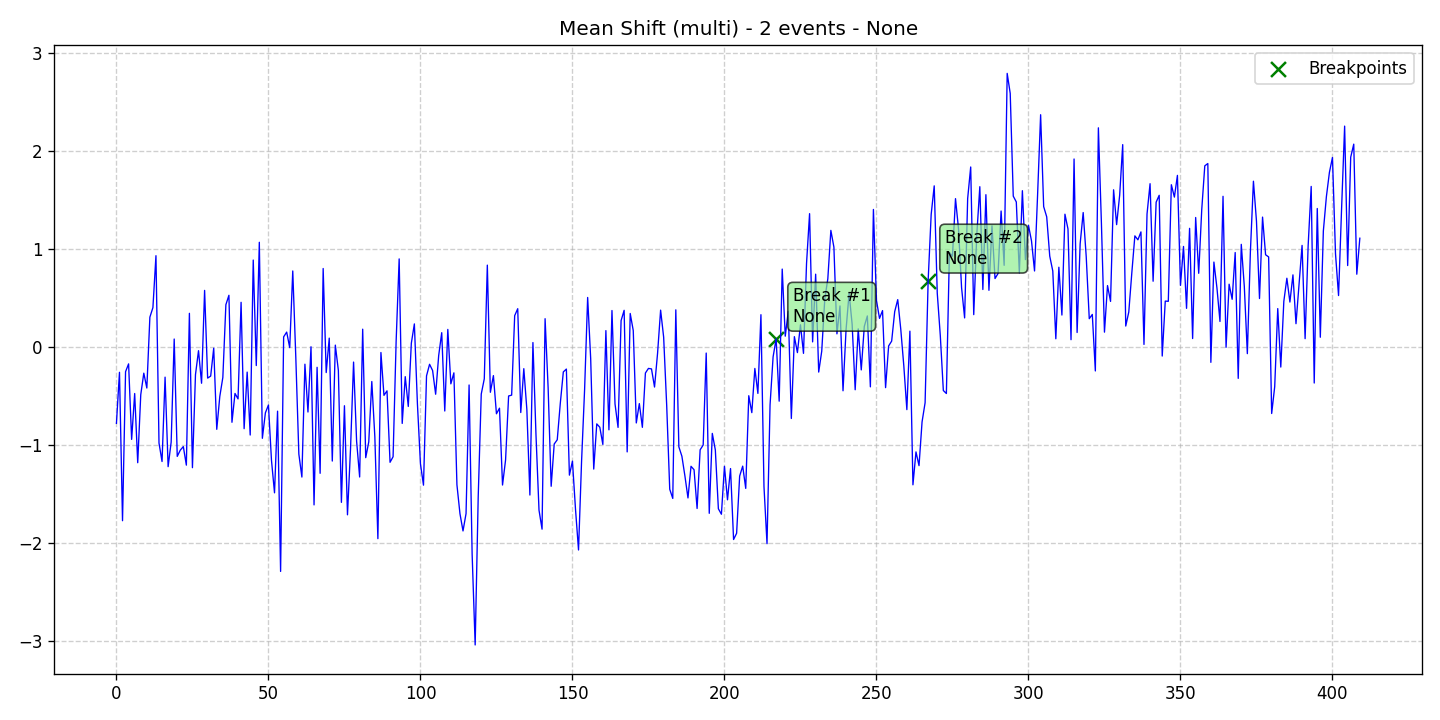 Mean Shift (multi) - 2 events - None
3
2
1
0
−1
−2
−3
Breakpoints
Break #1
None
Break #2
None
0
50
100
150
200
250
300
350
400